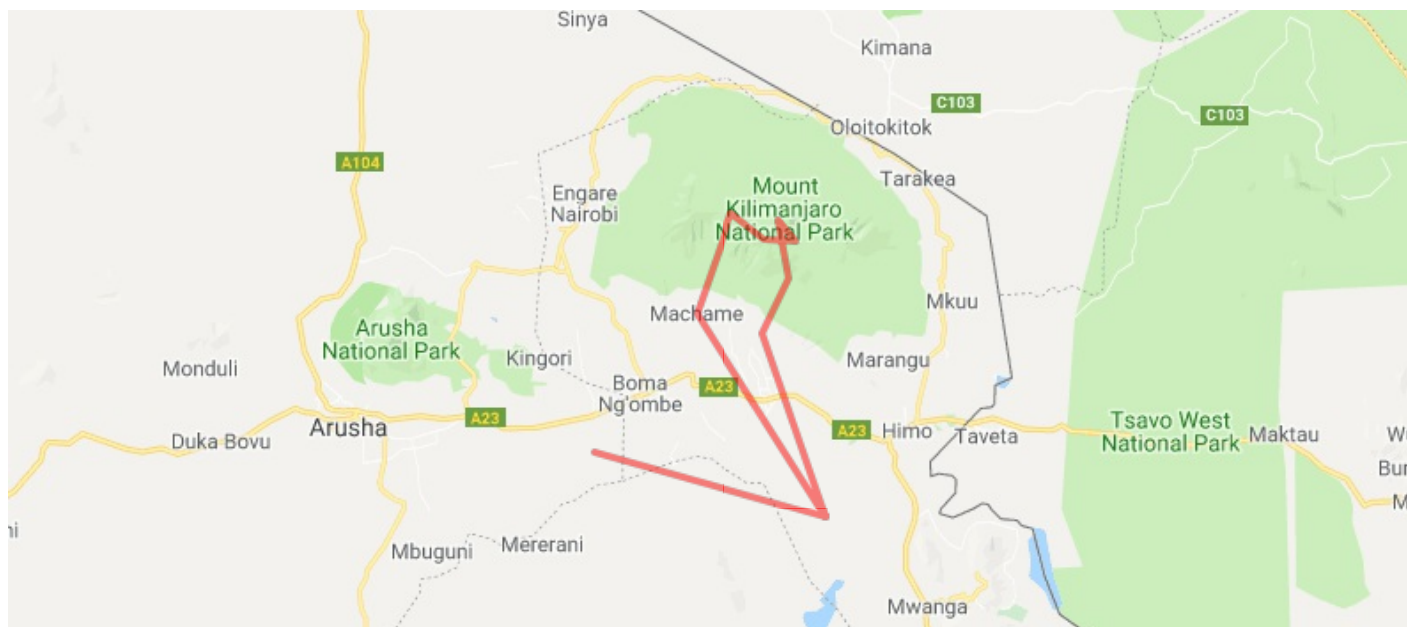 Sinya
Kimana
C103
C103
Oloitokitok
A104
Tarakea
Engare
Nairobi
Mount
Kilimanjaro
National Park
Mkuu
Machame
Arusha
National Park
Kingori
Marangu
Monduli
Boma
Ng'ombe
A23
A23
Arusha
A23
Himo
Taveta
Tsavo West
National Park
Maktau
Duka Bovu
Mbuguni
Mererani
Mwanga